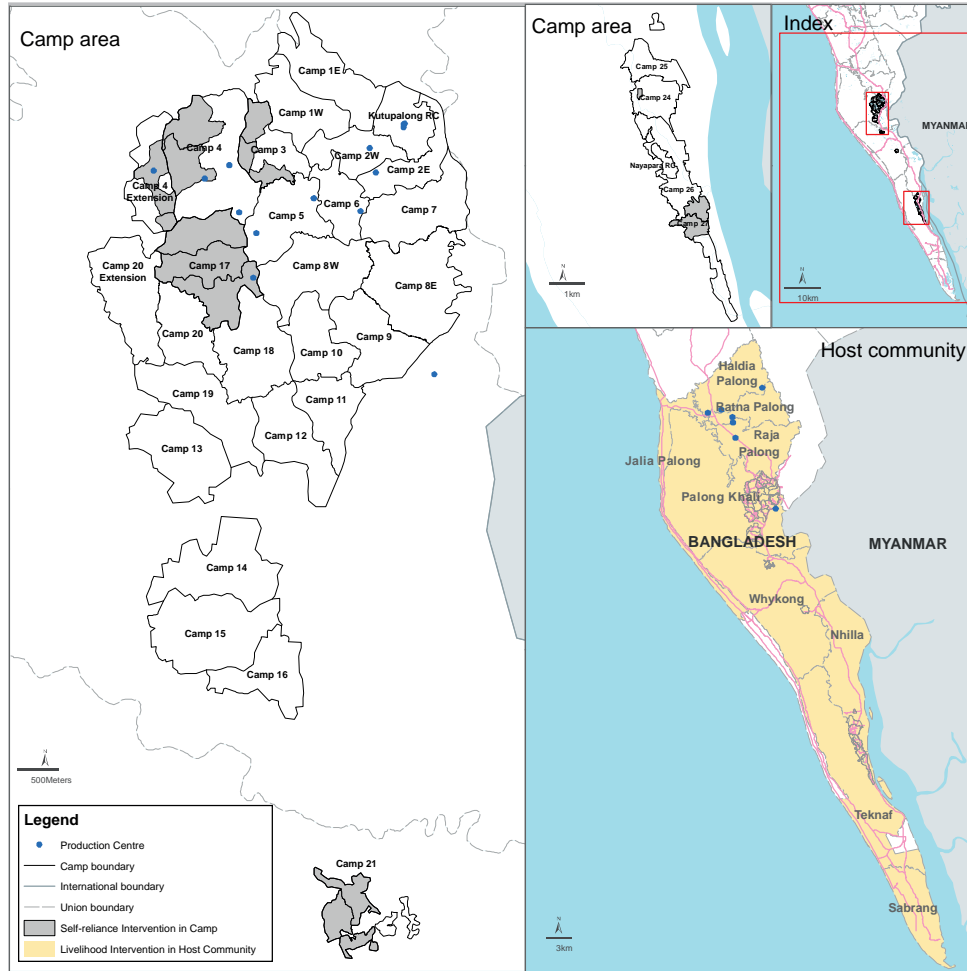 Camp area
Camp 1E
Camp 1W
Kutupalong RC
Camp 4
Camp 3
Camp 2W
Camp 2E
Camp 4
Extension
Camp 5
Camp 6
Camp 7
Camp 20
Extension
Camp 17
Camp 8W
Camp 8E
Camp 20
Camp 18
Camp 10
Camp 9
Camp 19
Camp 11
Camp 12
Camp 13
Camp 14
Camp 15
Camp 16
N
500Meters
Legend
Production Centre
Camp boundary
International boundary
Union boundary
Self-reliance Intervention in Camp
Livelihood Intervention in Host Community
Camp 21
Camp area
Camp 25
Camp 24
Nayapara RC
Camp 26
Camp 27
N
1km
Index
MYANMAR
N
10km
Host community
Haldia
Palong
Ratna Palong
Raja
Palong
Jalia Palong
Palong Khali
BANGLADESH
MYANMAR
Whykong
Nhilla
Teknaf
Sabrang
N
3km